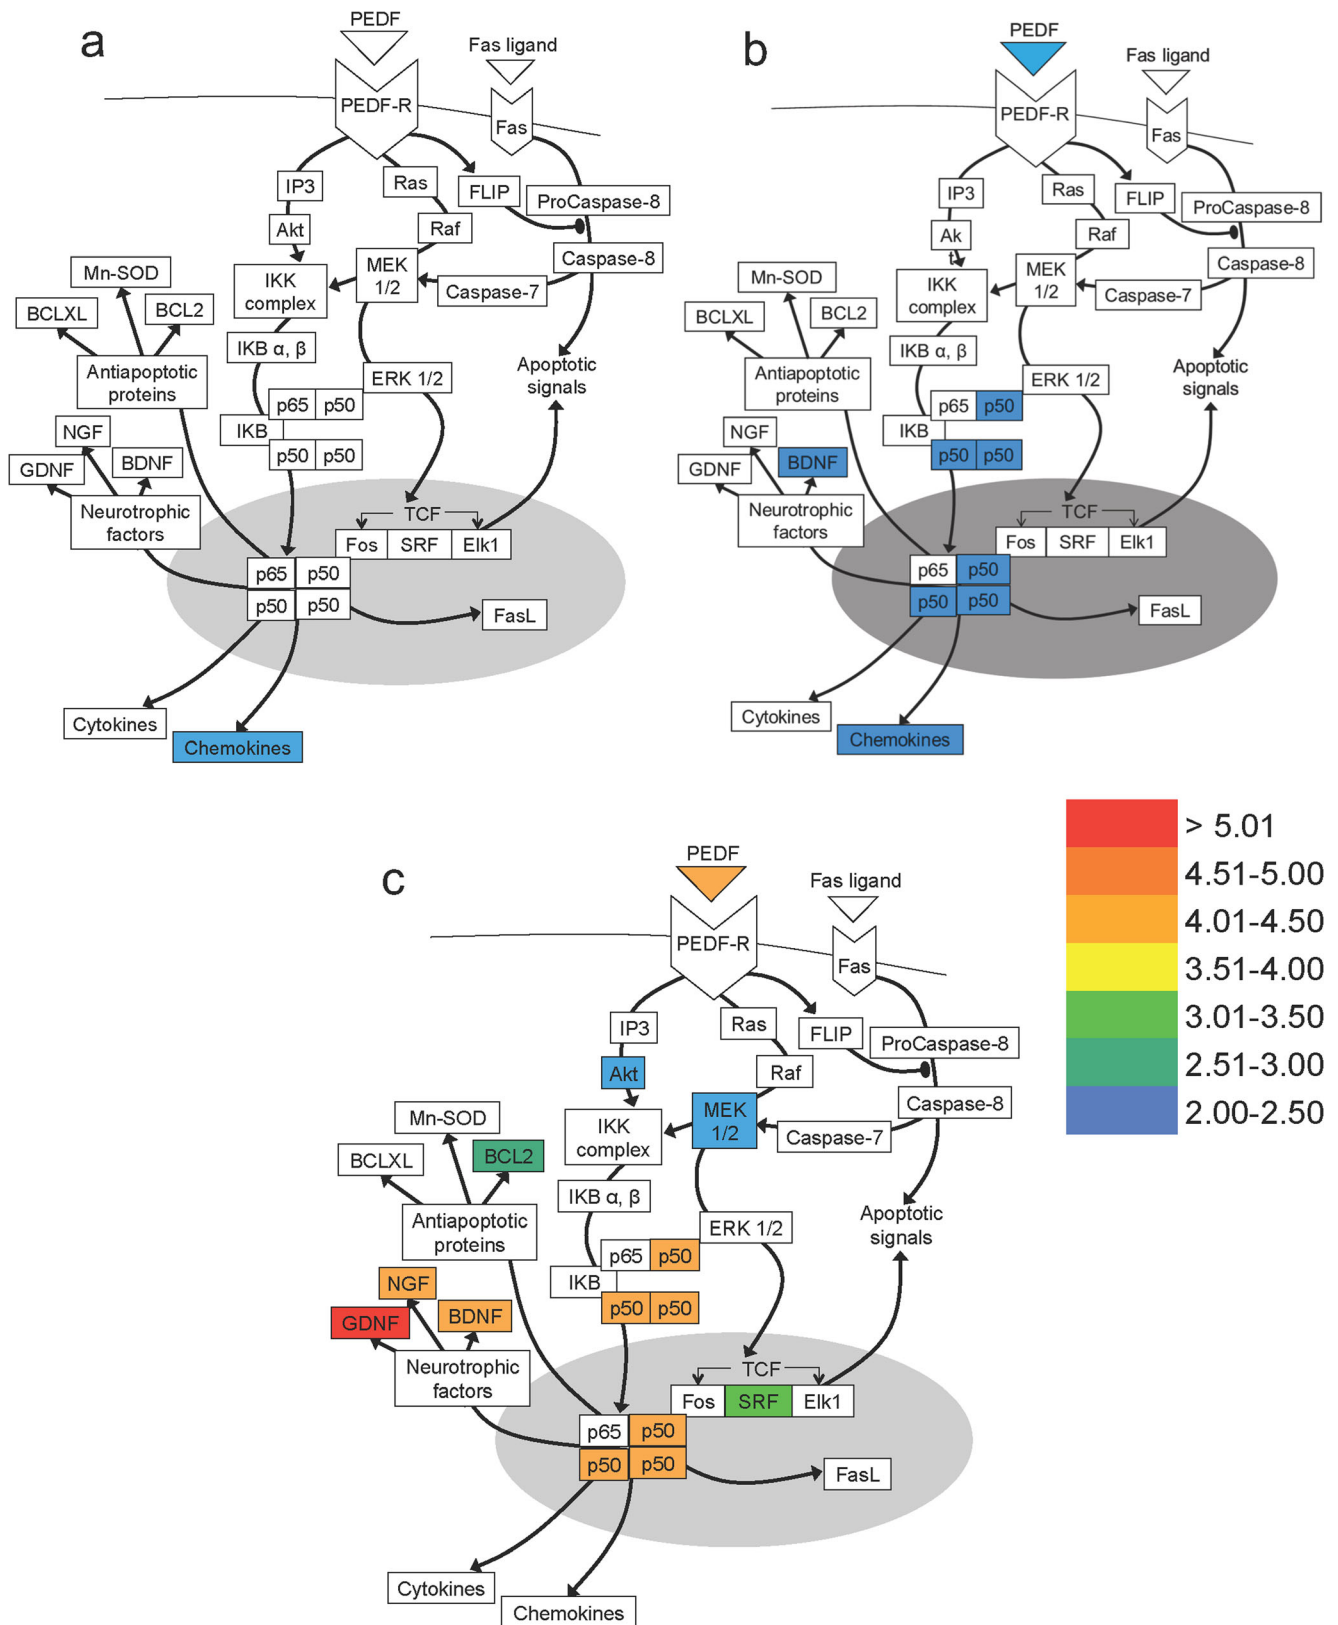 a
PEDF
Fas ligand
PEDF-R
Fas
IP3
Ras
FLIP
ProCaspase-8
Akt
Raf
Mn-SOD
IKK
complex
MEK
1/2
Caspase-8
Caspase-7
BCLXL
BCL2
IKB α, β
Antiapoptotic
proteins
ERK 1/2
Apoptotic
signals
p65 p50
IKB
p50 p50
NGF
GDNF
BDNF
Neurotrophic
factors
TCF
Fos SRF Elk1
p65 p50
p50 p50
FasL
Cytokines
Chemokines
b
PEDF
Fas ligand
PEDF-R
Fas
IP3
Ras
FLIP
ProCaspase-8
Ak
t
Raf
Mn-SOD
IKK
complex
MEK
1/2
Caspase-8
Caspase-7
BCLXL
BCL2
IKB α, β
Antiapoptotic
proteins
ERK 1/2
Apoptotic
signals
p65 p50
IKB
p50 p50
NGF
GDNF
BDNF
Neurotrophic
factors
TCF
Fos SRF Elk1
p65 p50
p50 p50
FasL
Cytokines
Chemokines
c
PEDF
Fas ligand
PEDF-R
Fas
IP3
Ras
FLIP
ProCaspase-8
Akt
Raf
Mn-SOD
IKK
complex
MEK
1/2
Caspase-8
Caspase-7
BCLXL
BCL2
IKB α, β
Antiapoptotic
proteins
ERK 1/2
Apoptotic
signals
p65 p50
IKB
p50 p50
NGF
GDNF
BDNF
Neurotrophic
factors
TCF
Fos SRF Elk1
p65 p50
p50 p50
FasL
Cytokines
Chemokines
> 5.01
4.51-5.00
4.01-4.50
3.51-4.00
3.01-3.50
2.51-3.00
2.00-2.50